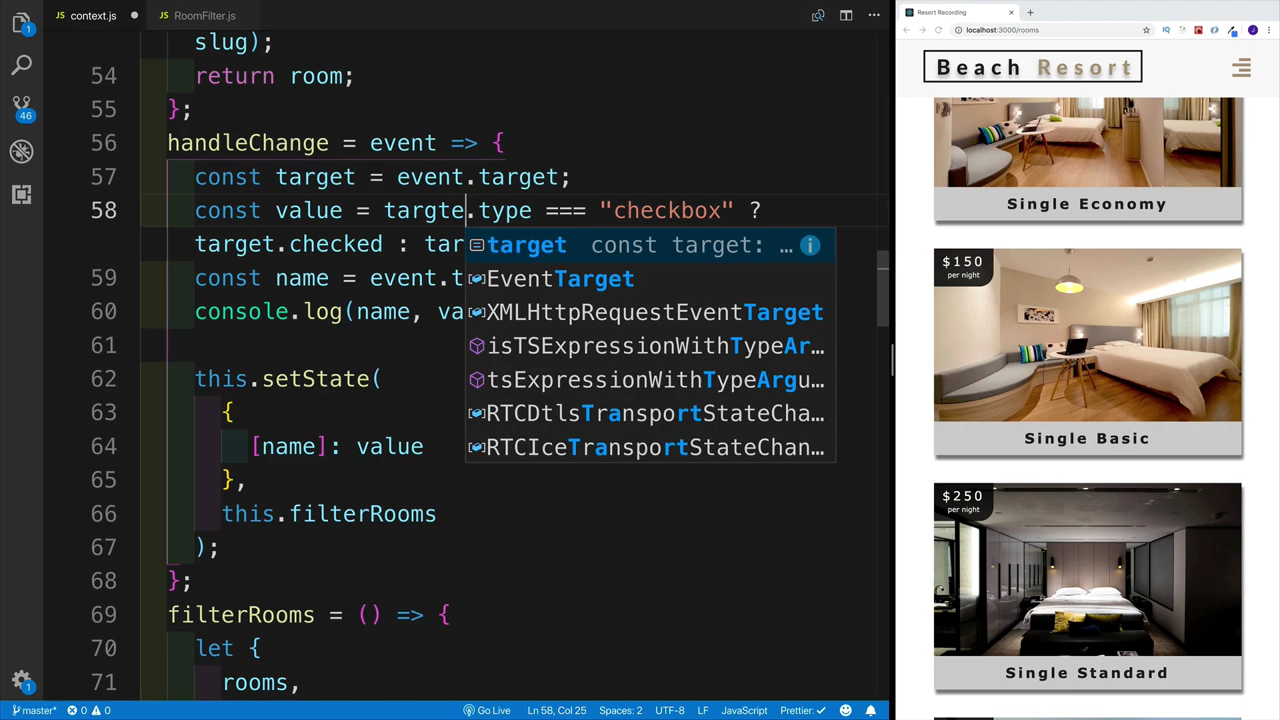 context.js
RoomFilter.js
slug);
54 return room;
55 };
56 handleChange = event => {
57 const target = event.target;
58 const value = targte.type === "checkbox" ?
target.checked : tar
59 const name = event.t
60 console.log(name, va
61
62 this.setState(
63 {
64 [name]: value
65 },
66 this.filterRooms
67 );
68 };
69 filterRooms = () => {
70 let {
71 rooms,
target const target: …
EventTarget
XMLHttpRequestEventTarget
isTSExpressionWithTypeAr…
tsExpressionWithTypeArgu…
RTCDtlsTransportStateCha…
RTCIceTransportStateChan…
1
46
1
master* 0 0 Go Live Ln 58, Col 25 Spaces: 2 UTF-8 LF JavaScript Prettier: ✓
Resort Recording
localhost:3000/rooms
IQ
J
Beach Resort
Single Economy
$150
per night
Single Basic
$250
per night
Single Standard